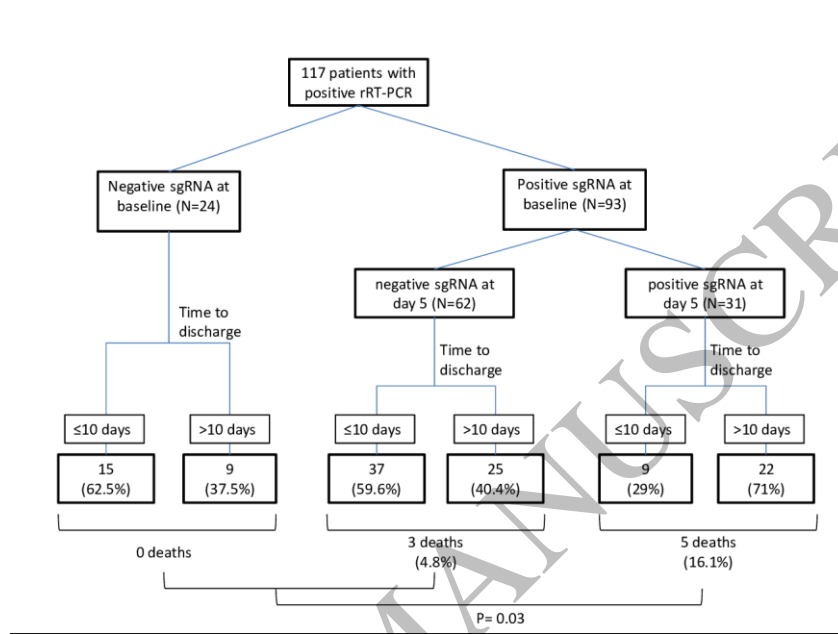 117 patients with
positive rRT-PCR
Negative sgRNA at
baseline (N=24)
Positive sgRNA at
baseline (N=93)
negative sgRNA at
day 5 (N=62)
positive sgRNA at
day 5 (N=31)
Time to
discharge
Time to
discharge
Time to
discharge
≤10 days
>10 days
≤10 days
>10 days
≤10 days
>10 days
15
(62.5%)
9
(37.5%)
37
(59.6%)
25
(40.4%)
9
(29%)
22
(71%)
0 deaths
3 deaths
(4.8%)
5 deaths
(16.1%)
P= 0.03
MANUSCR